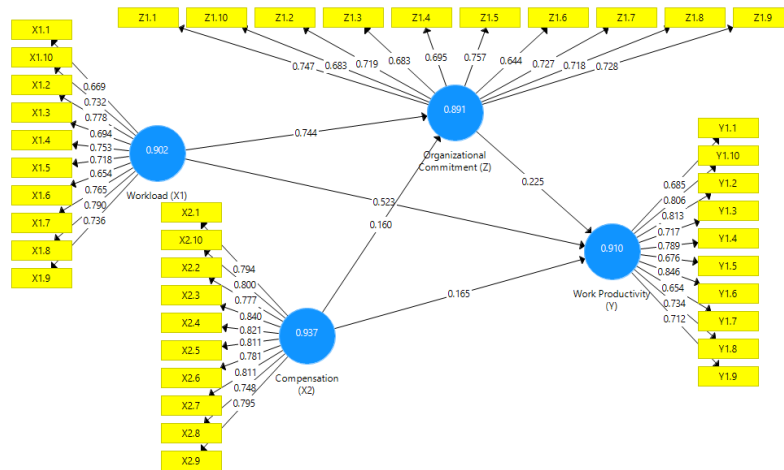 Z1.1
Z1.10
Z1.2
Z1.3
Z1.4
Z1.5
Z1.6
Z1.7
Z1.8
Z1.9
0.747
0.683
0.719
0.683
0.695
0.757
0.644
0.727
0.718
0.728
0.891
Organizational
Commitment (Z)
X1.1
X1.10
X1.2
X1.3
X1.4
X1.5
X1.6
X1.7
X1.8
X1.9
0.669
0.732
0.778
0.694
0.753
0.718
0.654
0.765
0.790
0.736
0.902
Workload (X1)
0.744
0.523
0.160
0.225
0.165
X2.1
X2.10
X2.2
X2.3
X2.4
X2.5
X2.6
X2.7
X2.8
X2.9
0.794
0.800
0.777
0.840
0.821
0.811
0.781
0.811
0.748
0.795
0.937
Compensation
(X2)
Y1.1
Y1.10
Y1.2
Y1.3
Y1.4
Y1.5
Y1.6
Y1.7
Y1.8
Y1.9
0.685
0.806
0.813
0.717
0.789
0.676
0.846
0.654
0.734
0.712
0.910
Work Productivity
(Y)